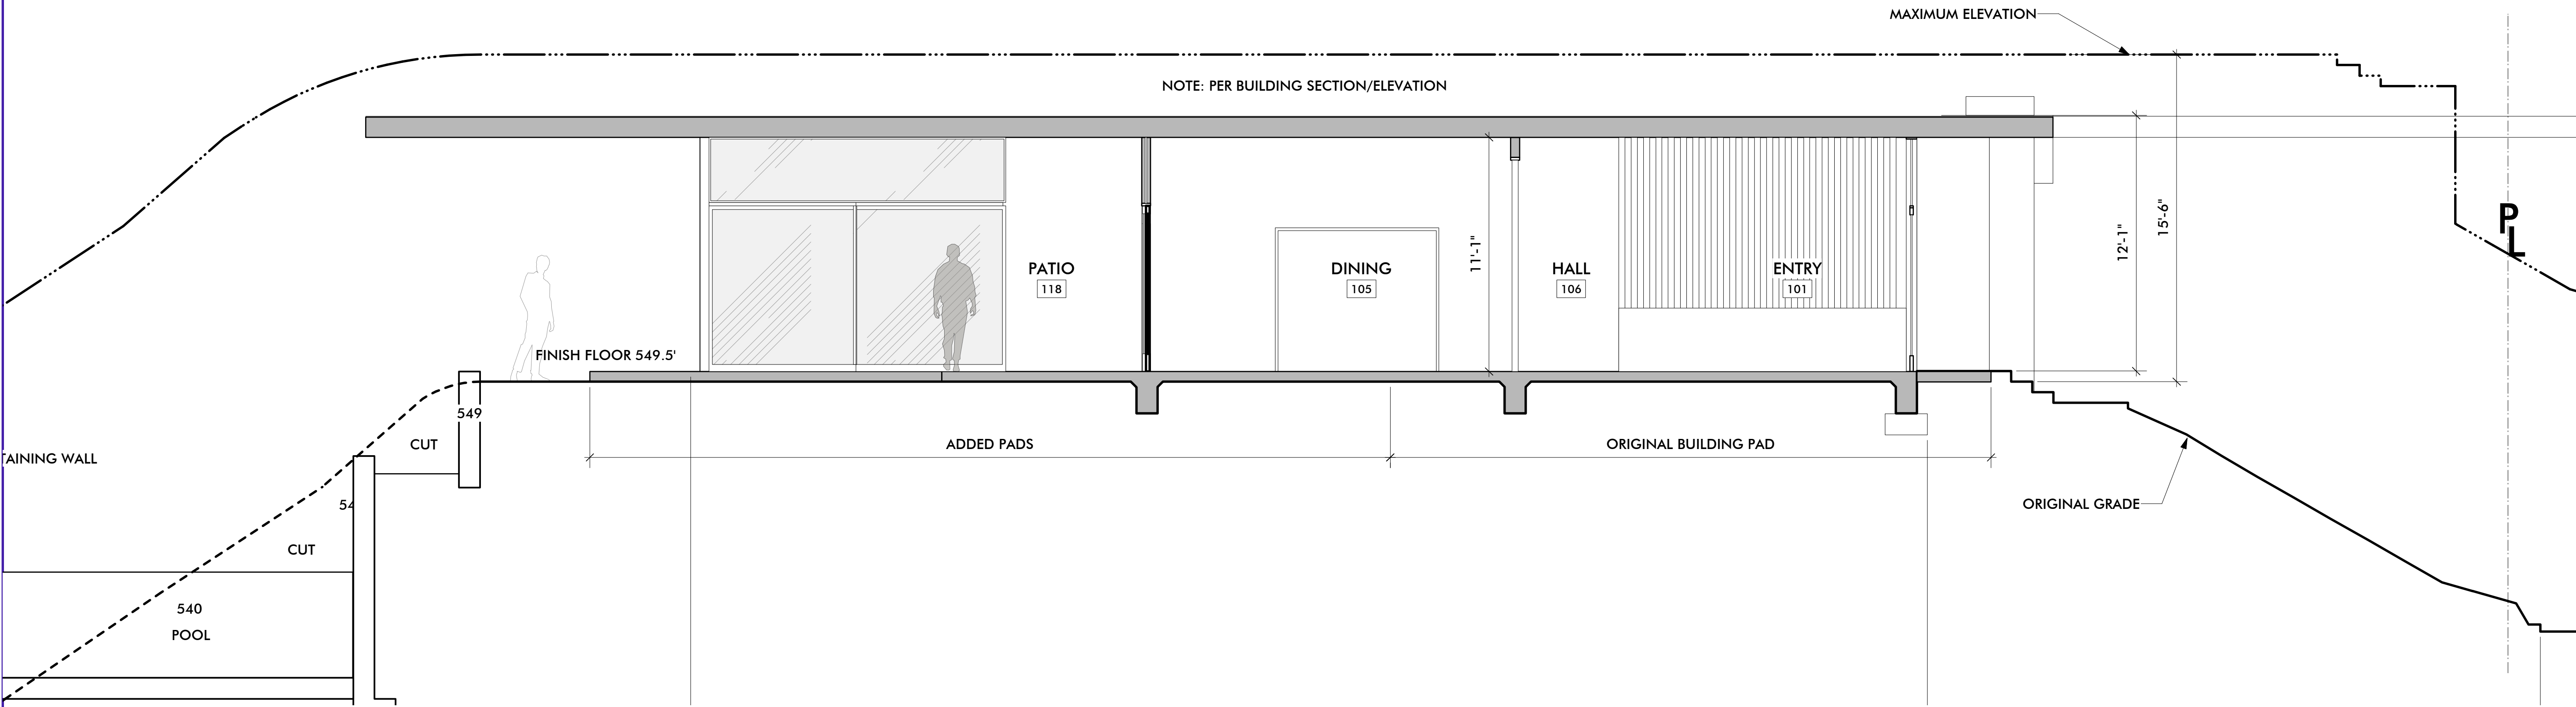 MAXIMUM ELEVATION
NOTE: PER BUILDING SECTION/ELEVATION
PL
12'-1"
15'-6"
11'-1"
PATIO
118
DINING
105
HALL
106
ENTRY
101
FINISH FLOOR 549.5'
549
CUT
ADDED PADS
ORIGINAL BUILDING PAD
TAINING WALL
54
ORIGINAL GRADE
CUT
540
POOL